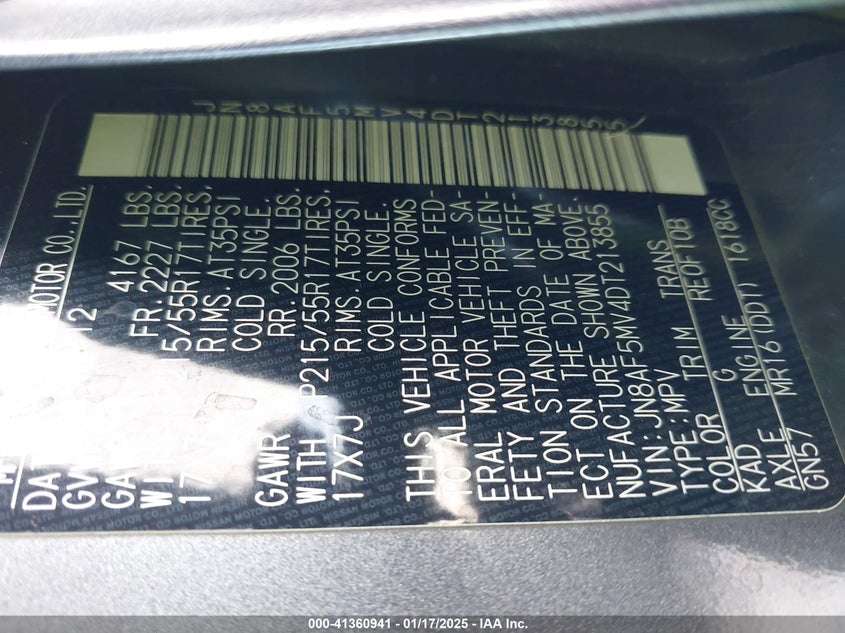 JN8AF5MV4DT213855
MOTOR CO., LTD.
12
4167 LBS.
FR. 2227 LBS.
15/55R17TIRES,
17 RIMS. AT35PSI
COLD SINGLE.
GAWR RR. 2006 LBS.
WITH P215/55R17TIRES,
17X7J RIMS. AT35PSI
COLD SINGLE.
THIS VEHICLE CONFORMS
TO ALL APPLICABLE FED-
ERAL MOTOR VEHICLE SA-
FETY AND THEFT PREVEN-
TION STANDARDS IN EFF-
ECT ON THE DATE OF MA-
NUFACTURE SHOWN ABOVE.
VIN:JN8AF5MV4DT213855
TYPE:MPV
COLOR TRIM TRANS
KAD G RE0F10B
AXLE ENGINE
GN57 MR16(DDT) 1618CC
000-41360941 - 01/17/2025 - IAA Inc.